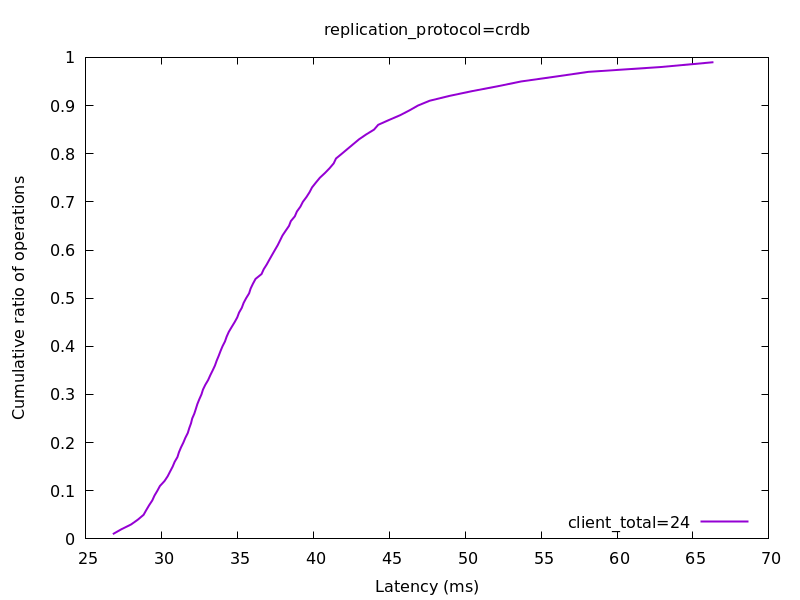 replication_protocol=crdb
1
0.9
0.8
0.7
0.6
0.5
0.4
0.3
0.2
0.1
0
Cumulative ratio of operations
client_total=24
25 30 35 40 45 50 55 60 65 70
Latency (ms)